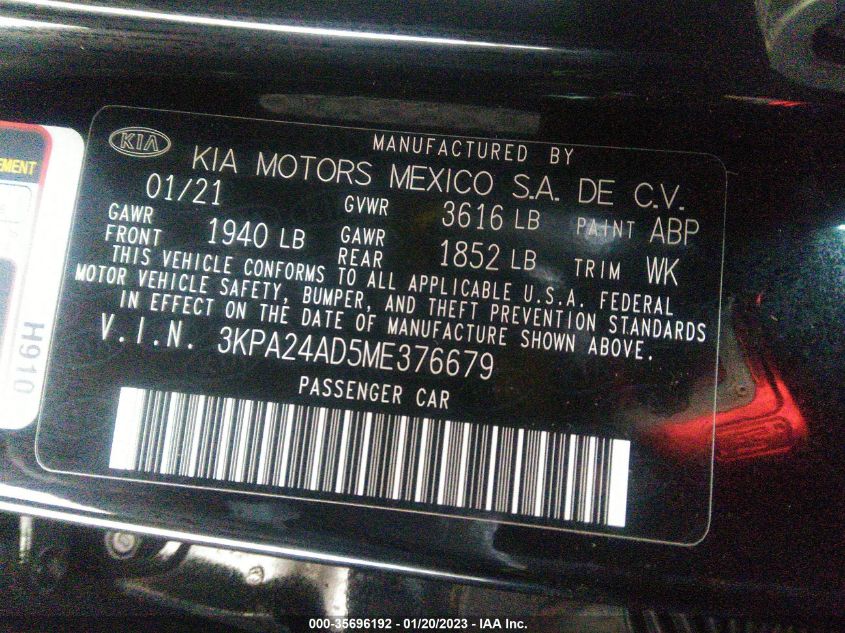 KIA
MANUFACTURED BY
KIA MOTORS MEXICO S.A. DE C.V.
01/21 GVWR 3616 LB PAINT ABP
GAWR FRONT 1940 LB GAWR REAR 1852 LB TRIM WK
THIS VEHICLE CONFORMS TO ALL APPLICABLE U.S.A. FEDERAL
MOTOR VEHICLE SAFETY, BUMPER, AND THEFT PREVENTION STANDARDS
IN EFFECT ON THE DATE OF MANUFACTURE SHOWN ABOVE.
V.I.N. 3KPA24AD5ME376679
PASSENGER CAR
H910
000-35696192 - 01/20/2023 - IAA Inc.